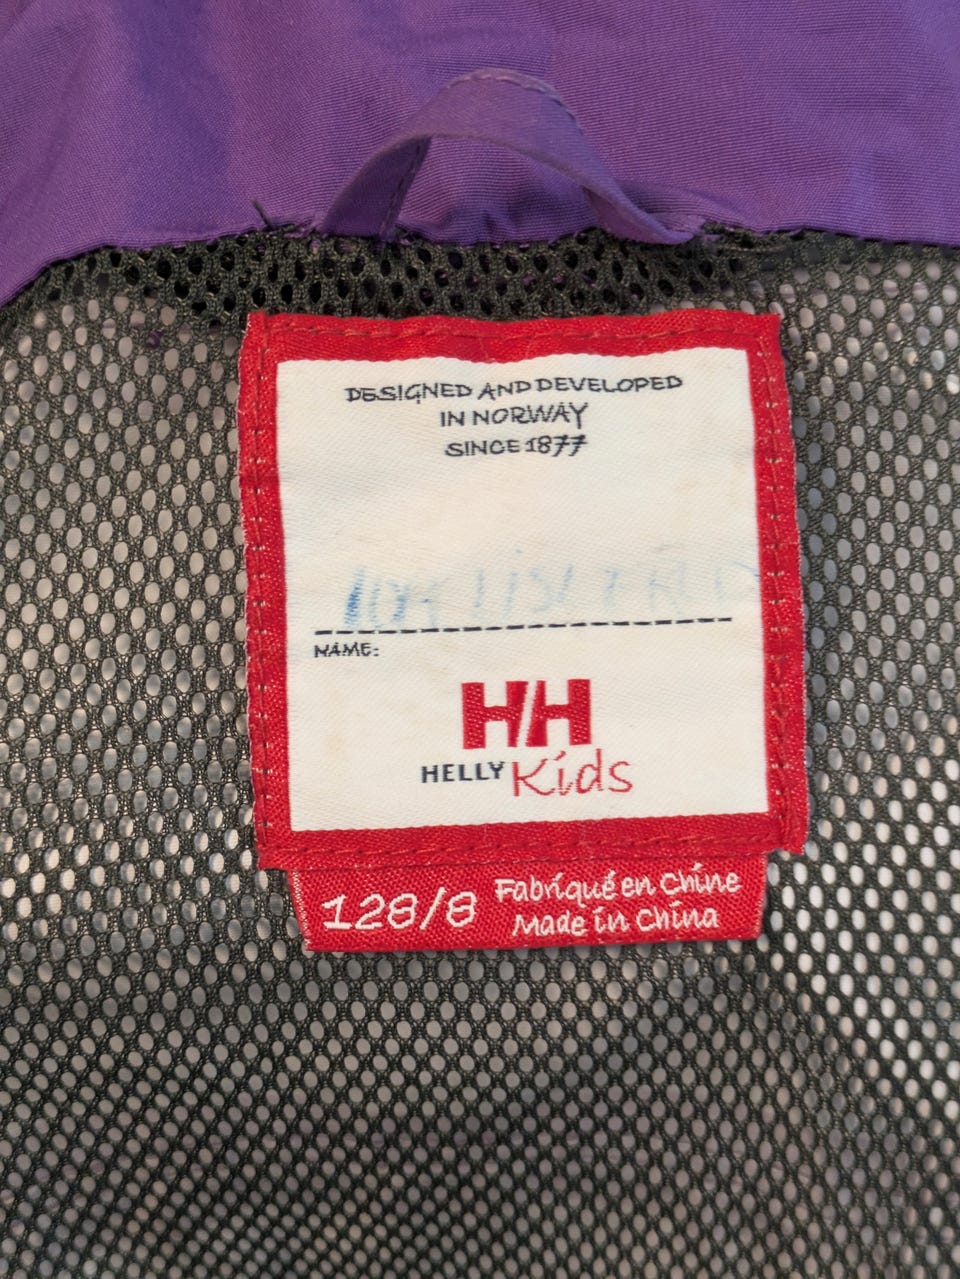 DESIGNED AND DEVELOPED
IN NORWAY
SINCE 1877
NAME:
HH
HELLY Kids
128/8
Fabriqué en Chine
Made in China